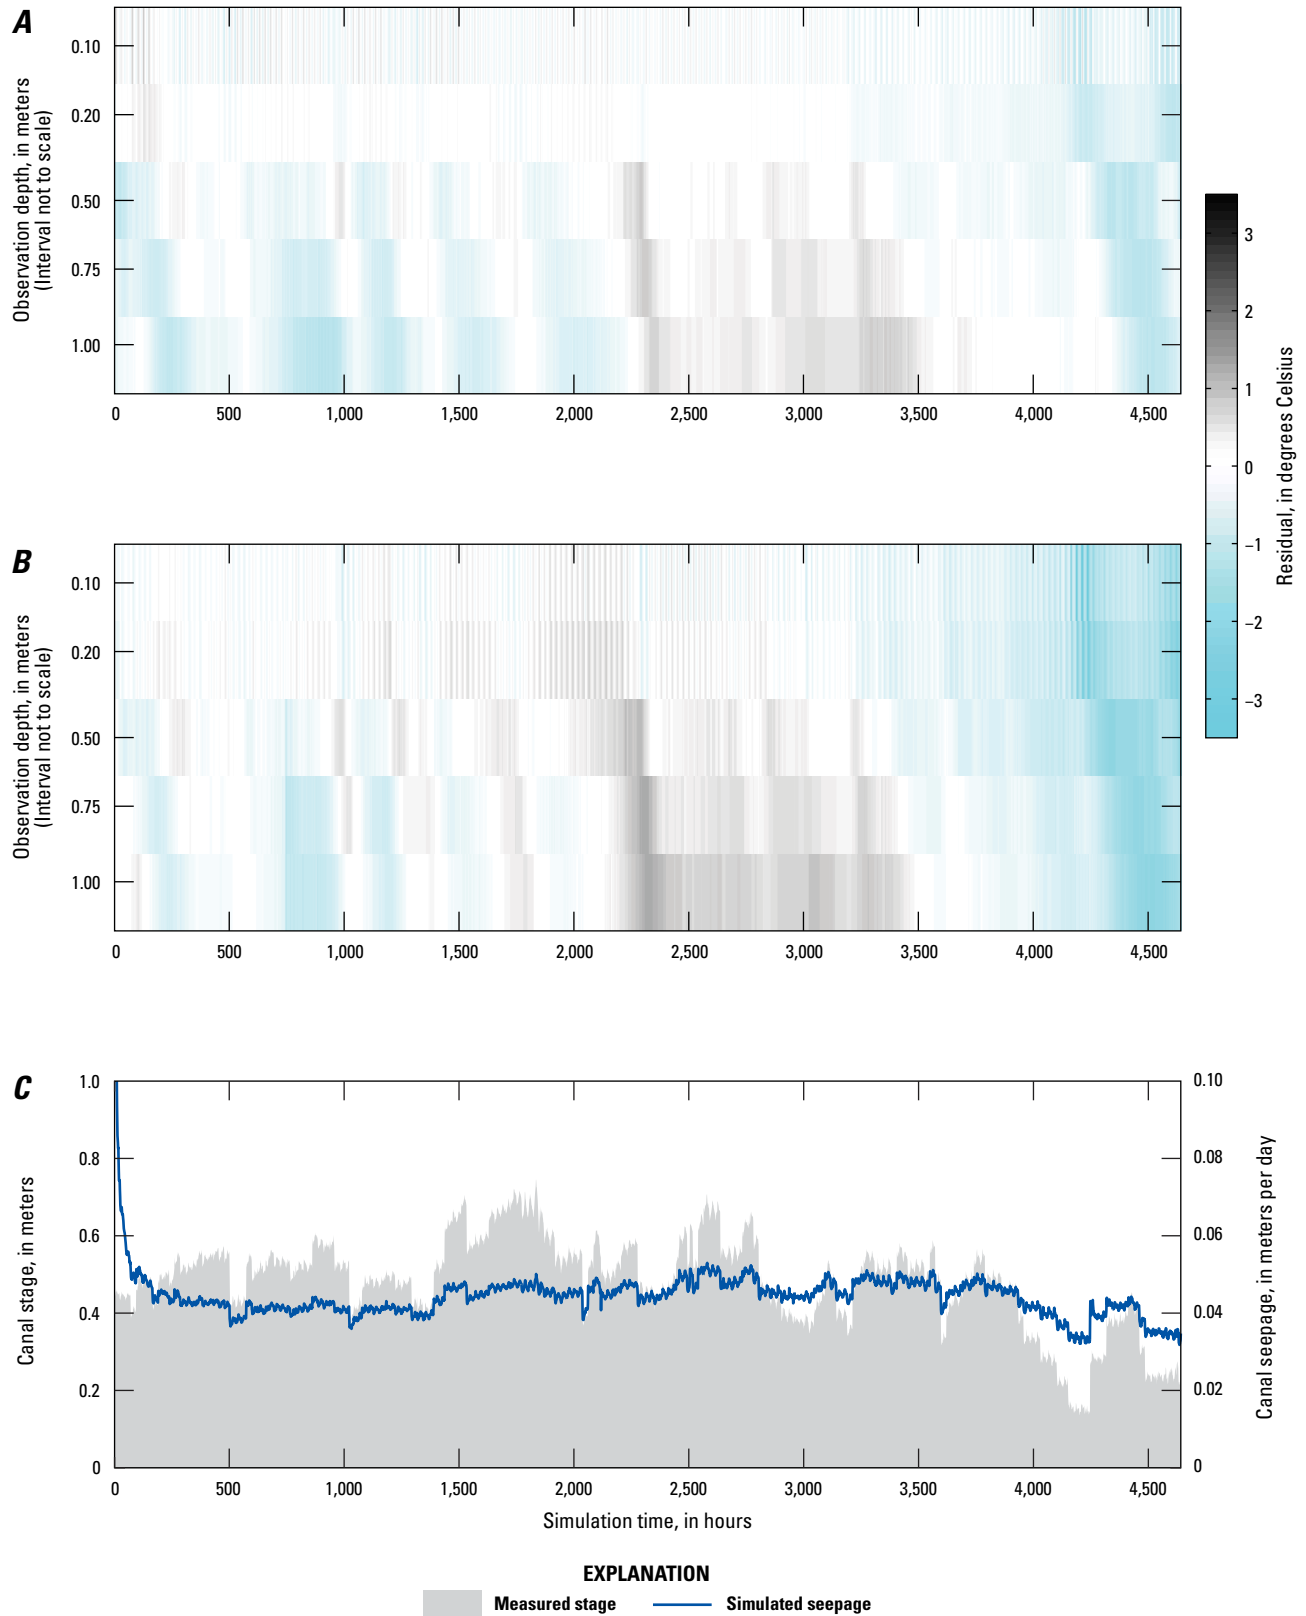 A
Observation depth, in meters
(Interval not to scale)
0.10
0.20
0.50
0.75
1.00
0 500 1,000 1,500 2,000 2,500 3,000 3,500 4,000 4,500
3
2
1
0
−1
−2
−3
Residual, in degrees Celsius
B
Observation depth, in meters
(Interval not to scale)
0.10
0.20
0.50
0.75
1.00
0 500 1,000 1,500 2,000 2,500 3,000 3,500 4,000 4,500
C
Canal stage, in meters
1.0
0.8
0.6
0.4
0.2
0
0.10
0.08
0.06
0.04
0.02
0
Canal seepage, in meters per day
0 500 1,000 1,500 2,000 2,500 3,000 3,500 4,000 4,500
Simulation time, in hours
EXPLANATION
Measured stage Simulated seepage